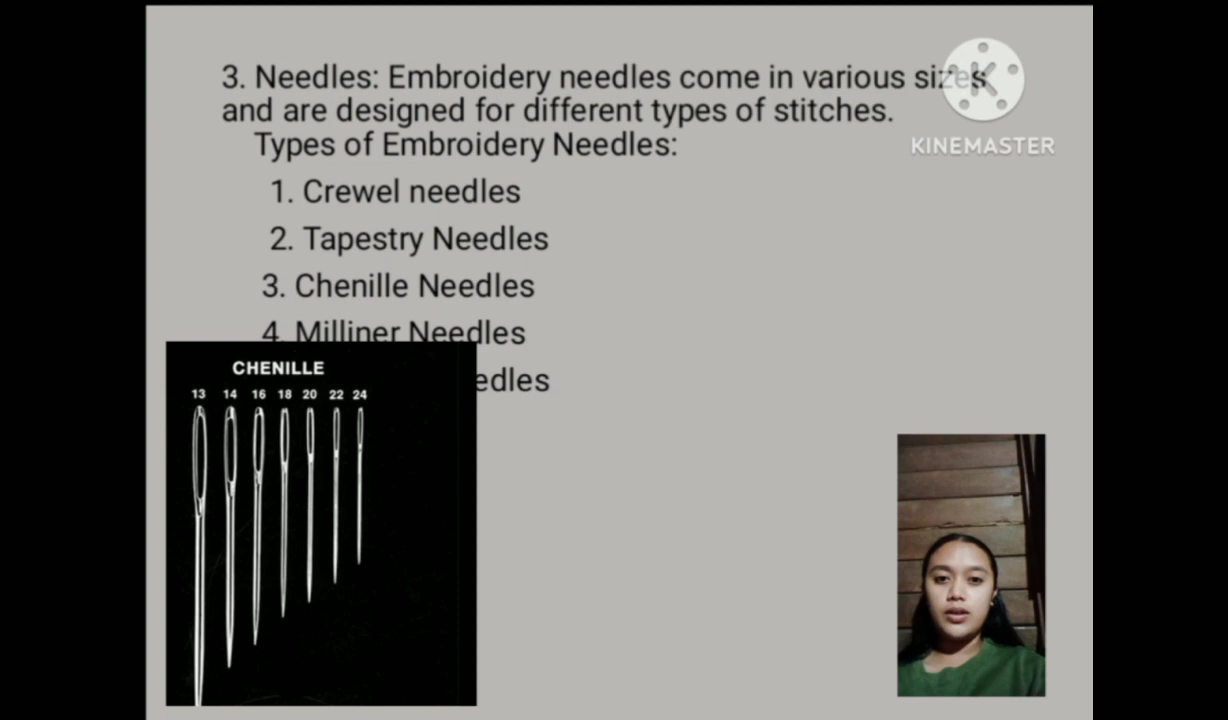 3. Needles: Embroidery needles come in various sizes
and are designed for different types of stitches.
Types of Embroidery Needles:
1. Crewel needles
2. Tapestry Needles
3. Chenille Needles
4. Milliner Needles
KINEMASTER
CHENILLE
13 14 16 18 20 22 24